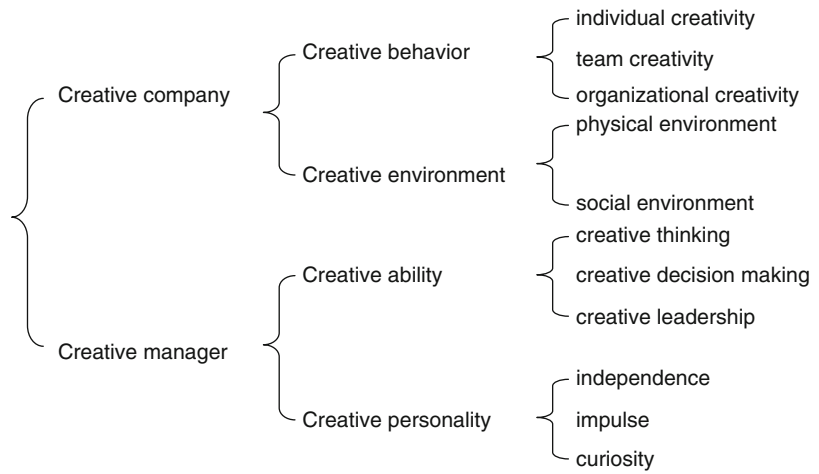 Creative company
Creative behavior
individual creativity
team creativity
organizational creativity
Creative environment
physical environment
social environment
Creative manager
Creative ability
creative thinking
creative decision making
creative leadership
Creative personality
independence
impulse
curiosity